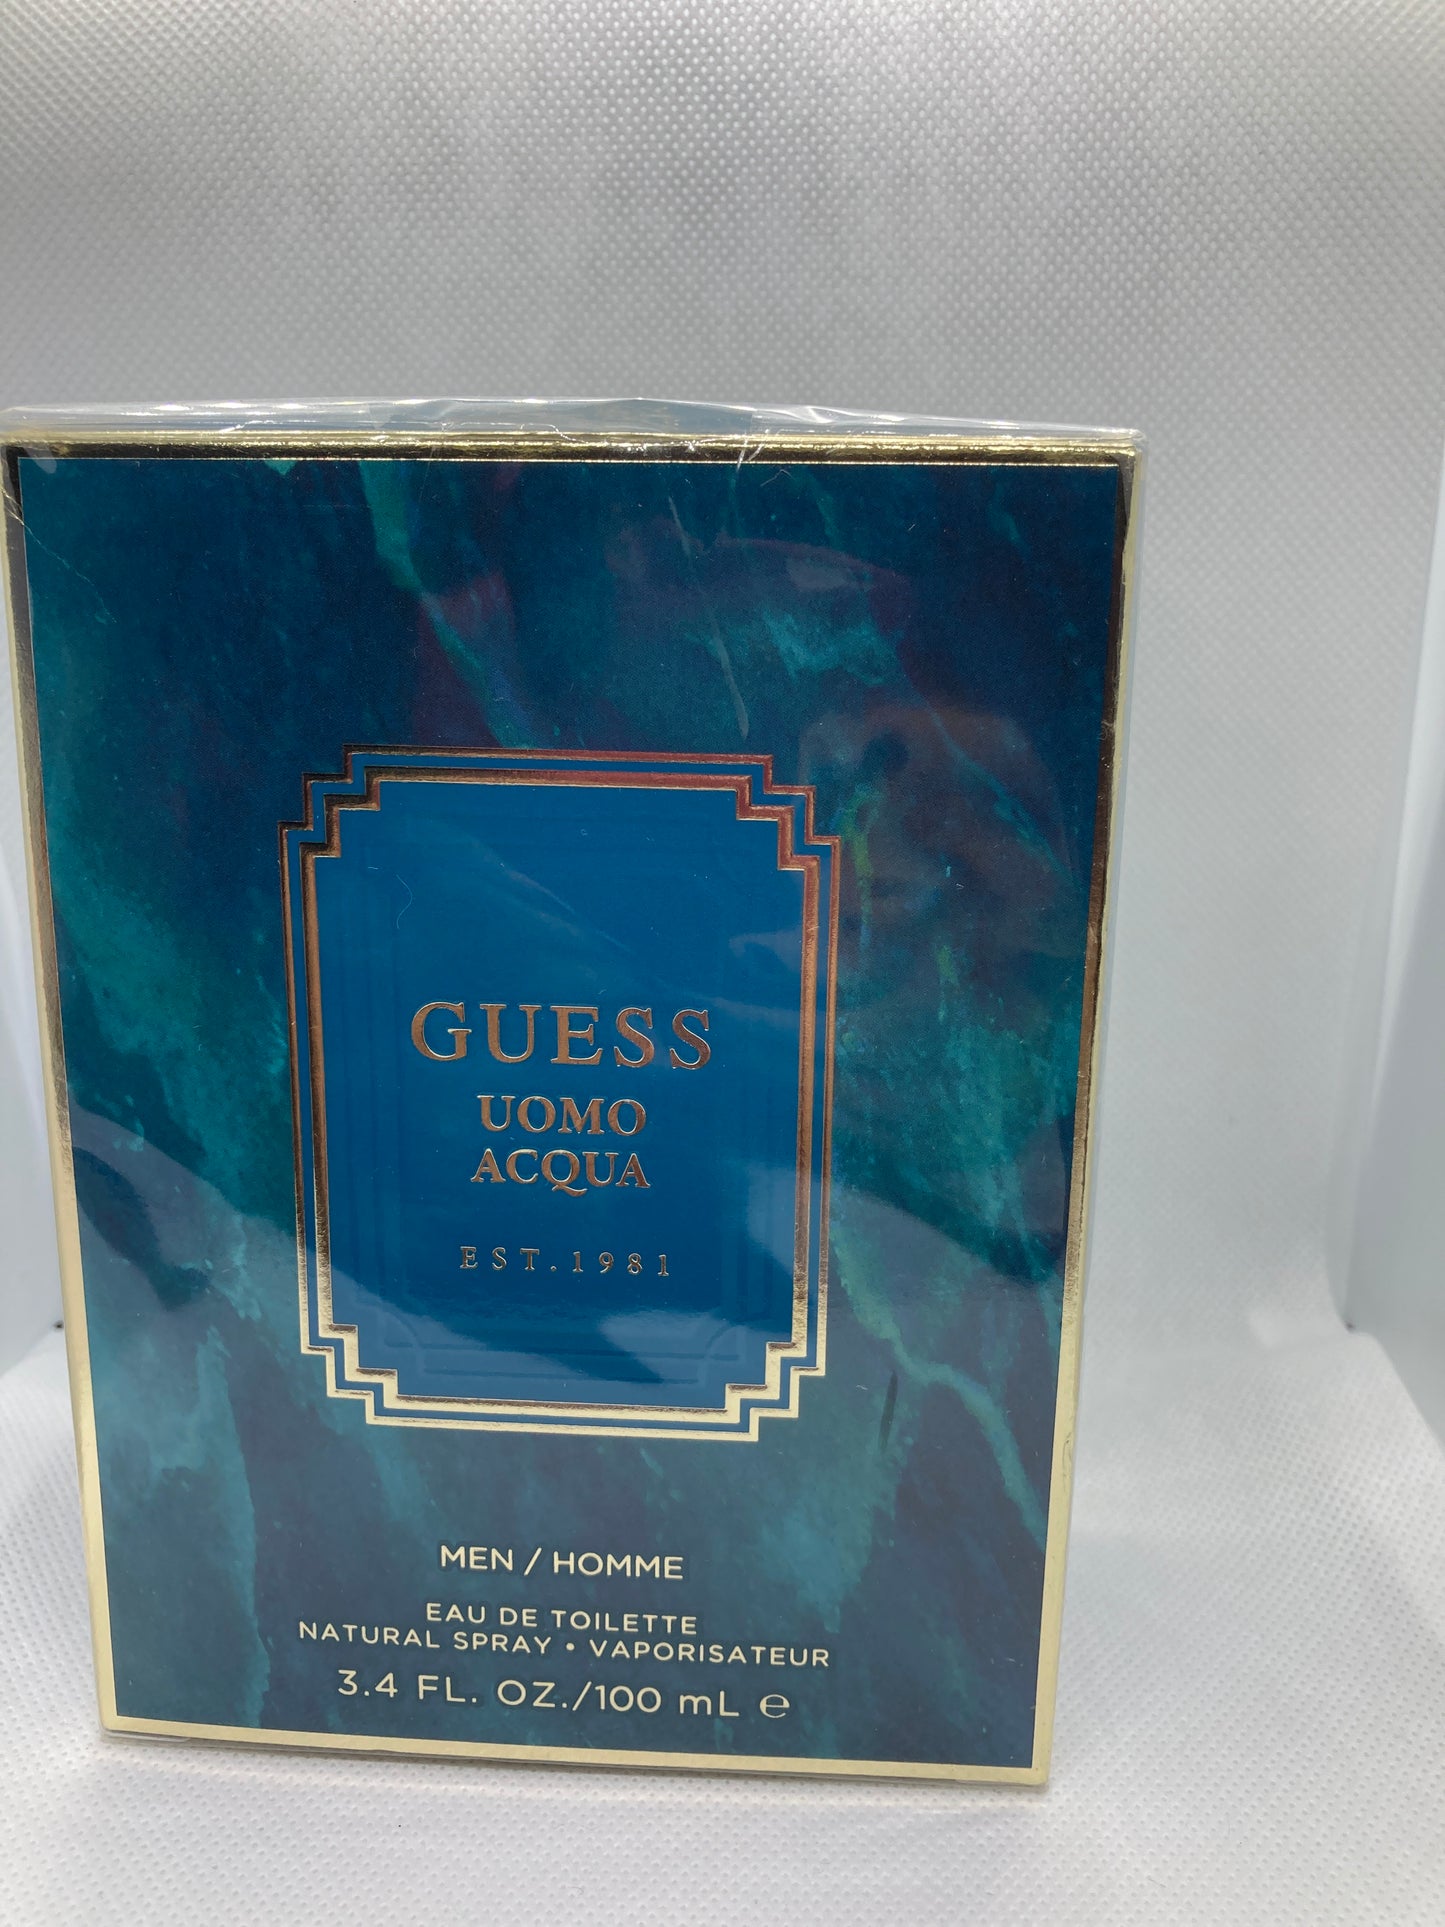 GUESS
UOMO
ACQUA
EST.1981
MEN / HOMME
EAU DE TOILETTE
NATURAL SPRAY • VAPORISATEUR
3.4 FL. OZ./100 mL ℮